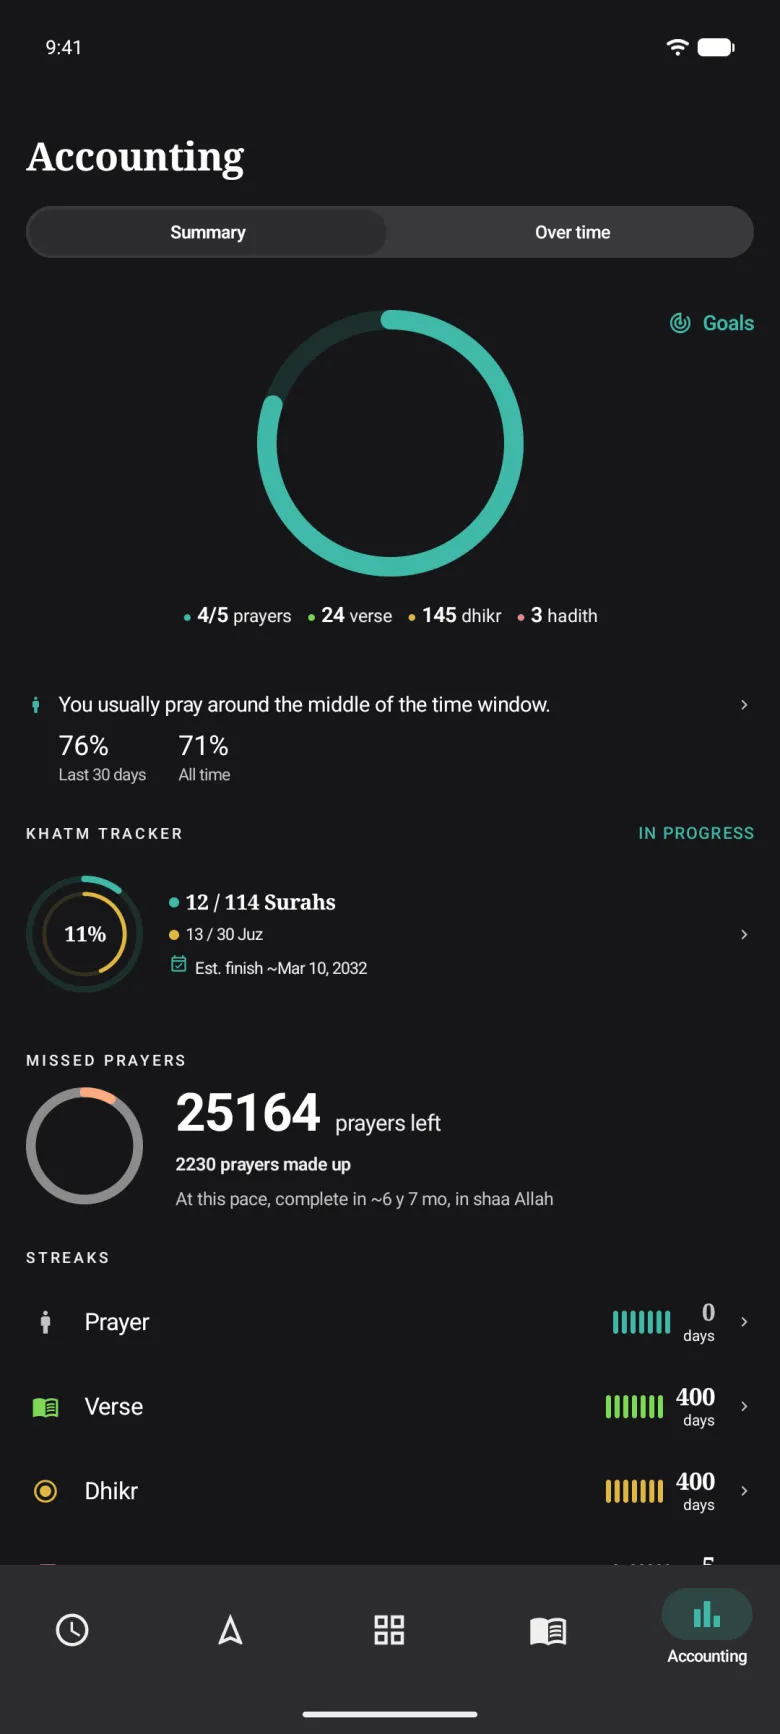 9:41
Accounting
Summary
Over time
Goals
4/5 prayers 24 verse 145 dhikr 3 hadith
You usually pray around the middle of the time window.
76% 71%
Last 30 days All time
KHATM TRACKER IN PROGRESS
11%
12 / 114 Surahs
13 / 30 Juz
Est. finish ~Mar 10, 2032
MISSED PRAYERS
25164 prayers left
2230 prayers made up
At this pace, complete in ~6 y 7 mo, in shaa Allah
STREAKS
Prayer 0
days
Verse 400
days
Dhikr 400
days
Accounting